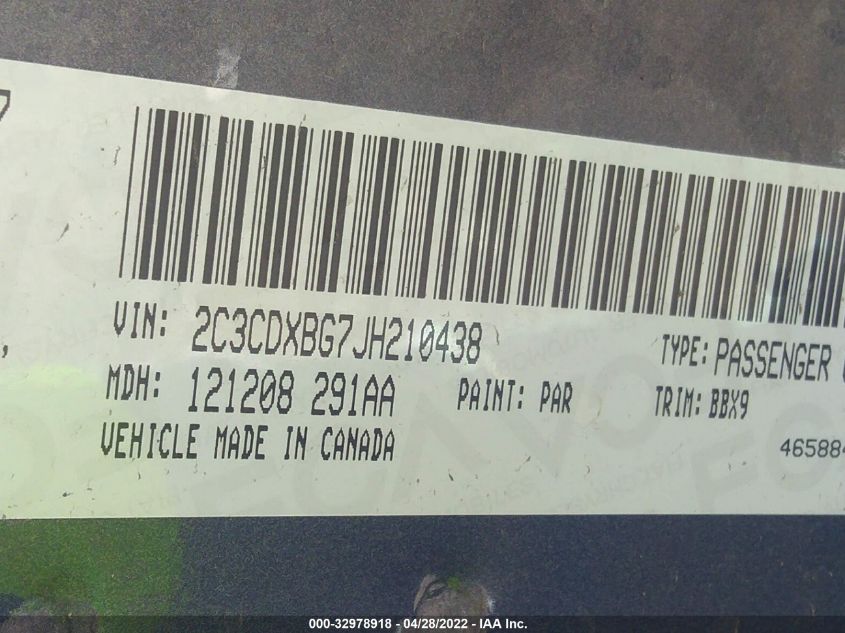 7
,
VIN: 2C3CDXBG7JH210438
TYPE: PASSENGER
MDH: 121208 291AA
PAINT: PAR
TRIM: BBX9
VEHICLE MADE IN CANADA
46588
000-32978918 - 04/28/2022 - IAA Inc.